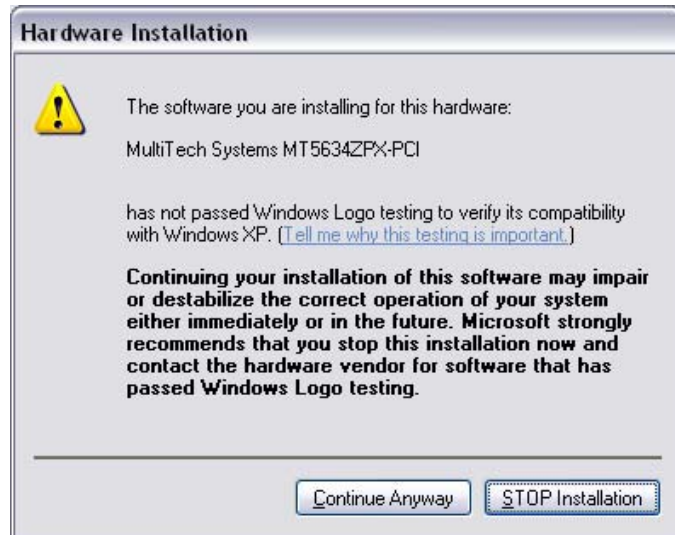 Hardware Installation
The software you are installing for this hardware:
MultiTech Systems MT5634ZPX-PCI
has not passed Windows Logo testing to verify its compatibility
with Windows XP. (Tell me why this testing is important.)
Continuing your installation of this software may impair
or destabilize the correct operation of your system
either immediately or in the future. Microsoft strongly
recommends that you stop this installation now and
contact the hardware vendor for software that has
passed Windows Logo testing.
Continue Anyway
STOP Installation